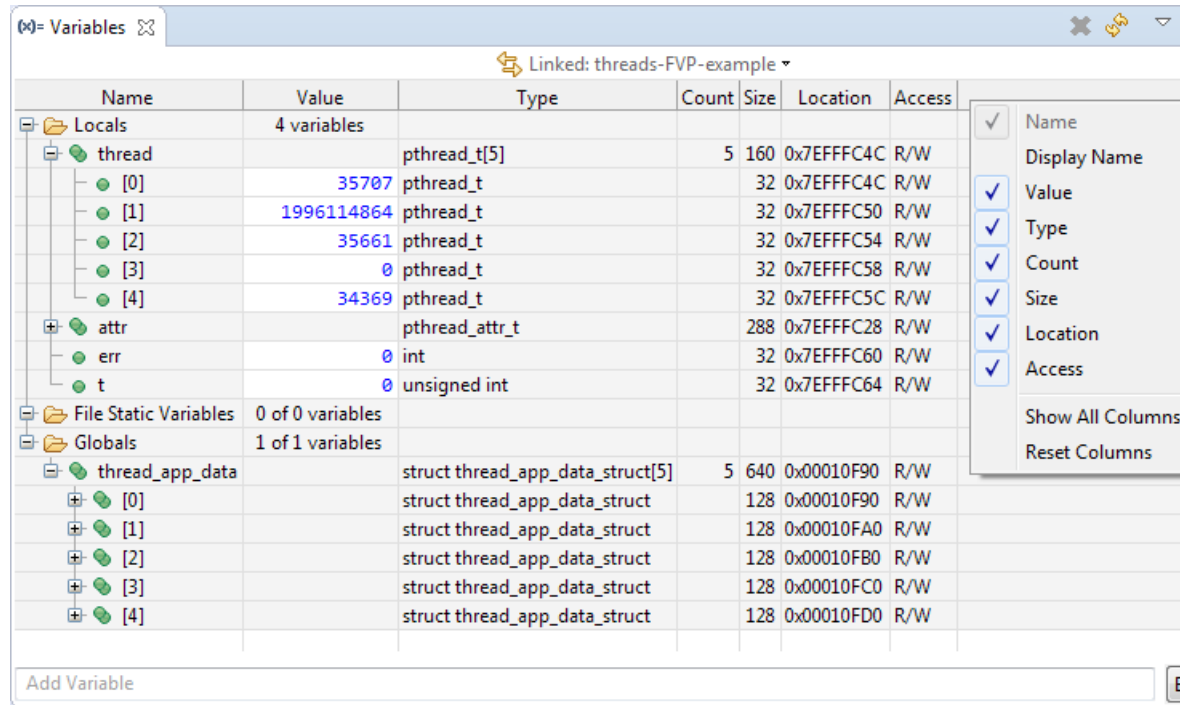 (x)= Variables
Linked: threads-FVP-example
Name Value Type Count Size Location Access
Locals 4 variables
thread pthread_t[5] 5 160 0x7EFFFC4C R/W
[0] 35707 pthread_t 32 0x7EFFFC4C R/W
[1] 1996114864 pthread_t 32 0x7EFFFC50 R/W
[2] 35661 pthread_t 32 0x7EFFFC54 R/W
[3] 0 pthread_t 32 0x7EFFFC58 R/W
[4] 34369 pthread_t 32 0x7EFFFC5C R/W
attr pthread_attr_t 288 0x7EFFFC28 R/W
err 0 int 32 0x7EFFFC60 R/W
t 0 unsigned int 32 0x7EFFFC64 R/W
File Static Variables 0 of 0 variables
Globals 1 of 1 variables
thread_app_data struct thread_app_data_struct[5] 5 640 0x00010F90 R/W
[0] struct thread_app_data_struct 128 0x00010F90 R/W
[1] struct thread_app_data_struct 128 0x00010FA0 R/W
[2] struct thread_app_data_struct 128 0x00010FB0 R/W
[3] struct thread_app_data_struct 128 0x00010FC0 R/W
[4] struct thread_app_data_struct 128 0x00010FD0 R/W
Name
Display Name
Value
Type
Count
Size
Location
Access
Show All Columns
Reset Columns
Add Variable